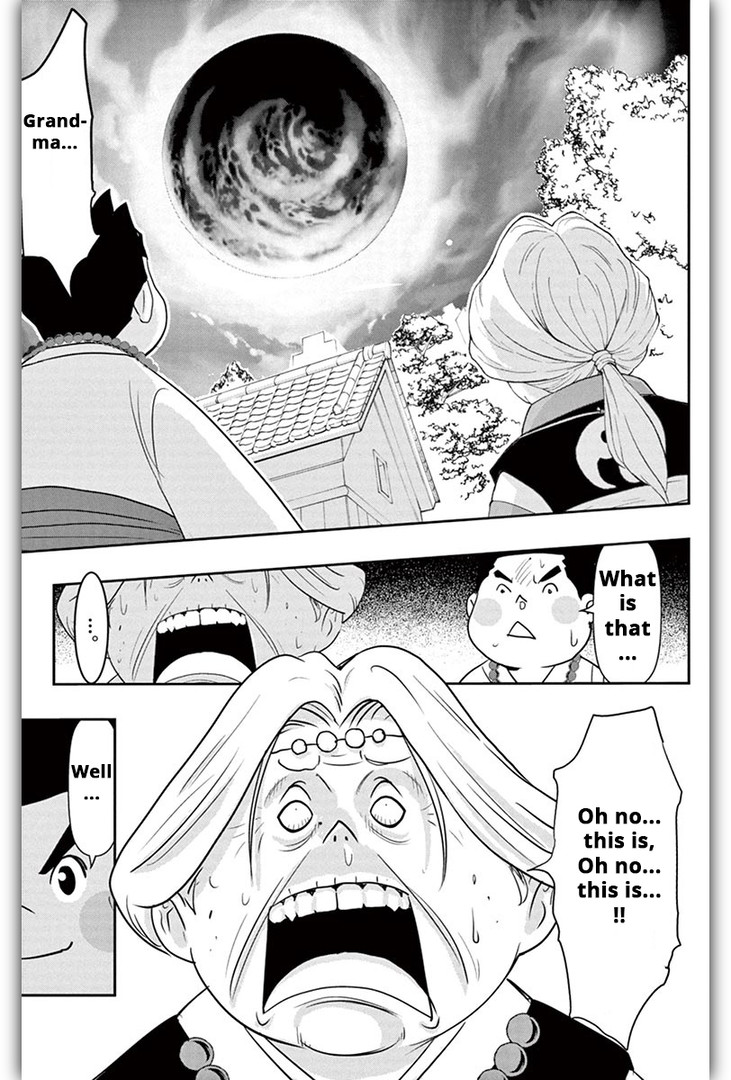 Grand-
ma...
What
is
that
...
...。
Oh no...
this is,
Oh no...
this is...
!!
Well
...